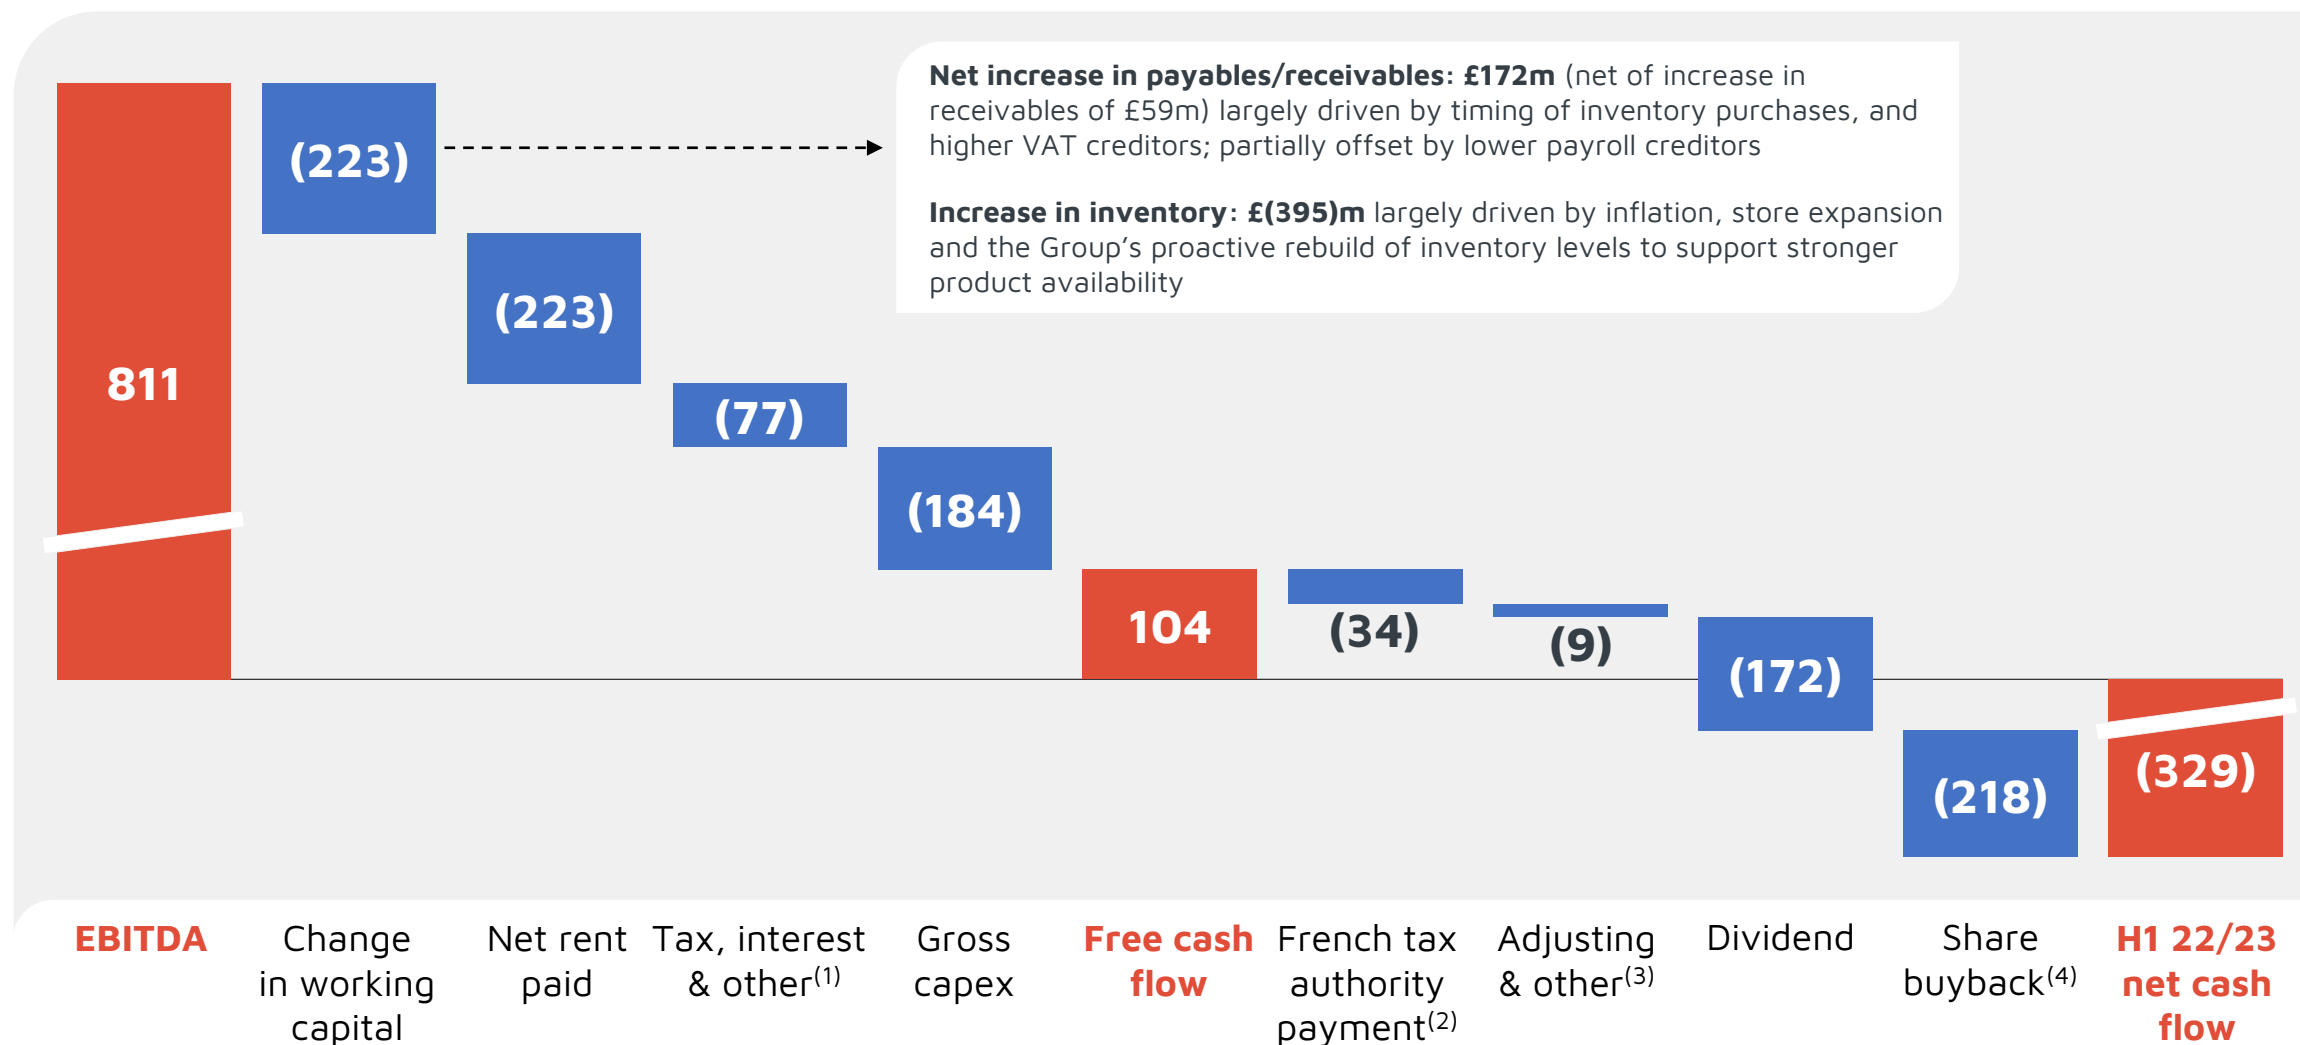 Net increase in payables/receivables: £172m (net of increase in
receivables of £59m) largely driven by timing of inventory purchases, and
higher VAT creditors; partially offset by lower payroll creditors
Increase in inventory: £(395)m largely driven by inflation, store expansion
and the Group’s proactive rebuild of inventory levels to support stronger
product availability
811
(223)
(223)
(77)
(184)
104
(34)
(9)
(172)
(218)
(329)
EBITDA
Change
in working
capital
Net rent
paid
Tax, interest
& other(1)
Gross
capex
Free cash
flow
French tax
authority
payment(2)
Adjusting
& other(3)
Dividend
Share
buyback(4)
H1 22/23
net cash
flow